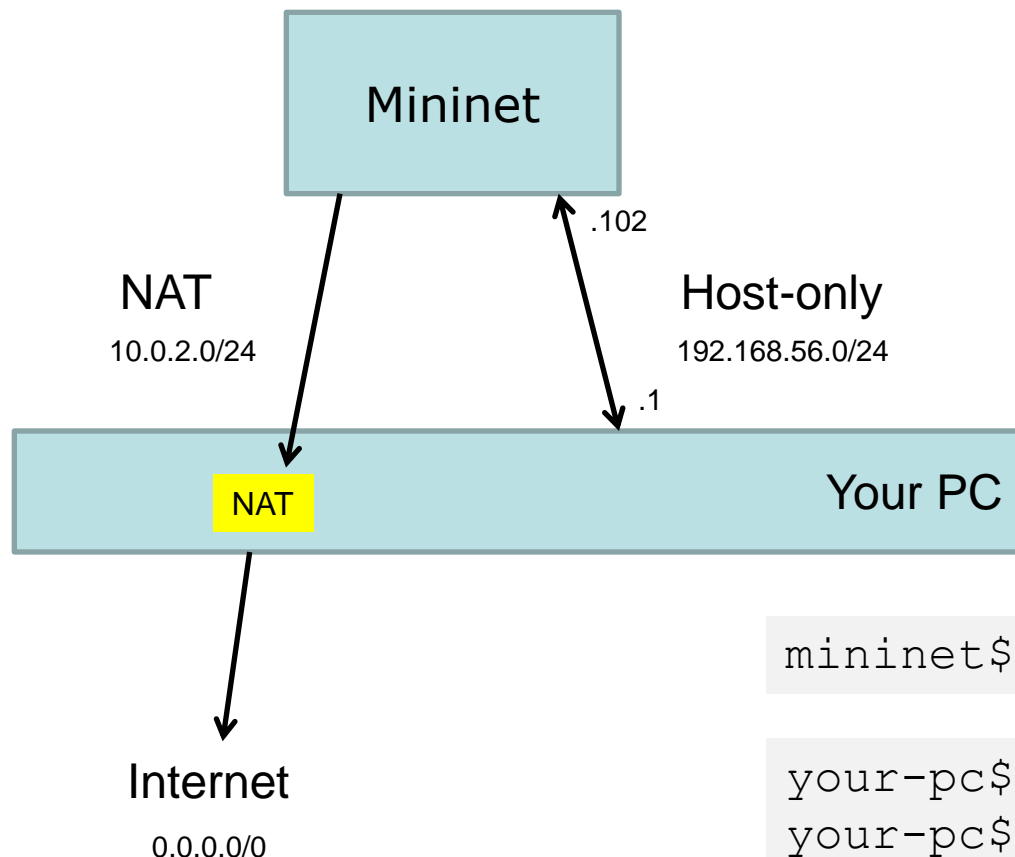 Mininet
.102
NAT
Host-only
10.0.2.0/24
192.168.56.0/24
.1
Your PC
NAT
mininet$
Internet
your-pc$
your-pc$
0.0.0.0/0